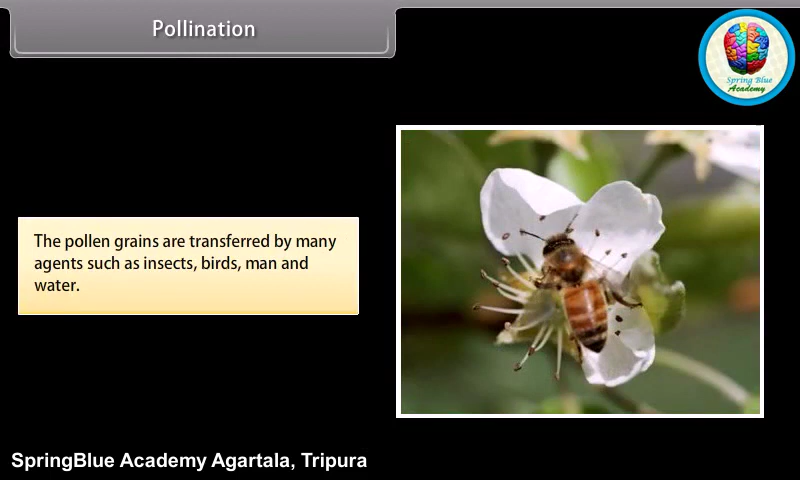 Pollination
Spring Blue
Academy
The pollen grains are transferred by many
agents such as insects, birds, man and
water.
SpringBlue Academy Agartala, Tripura